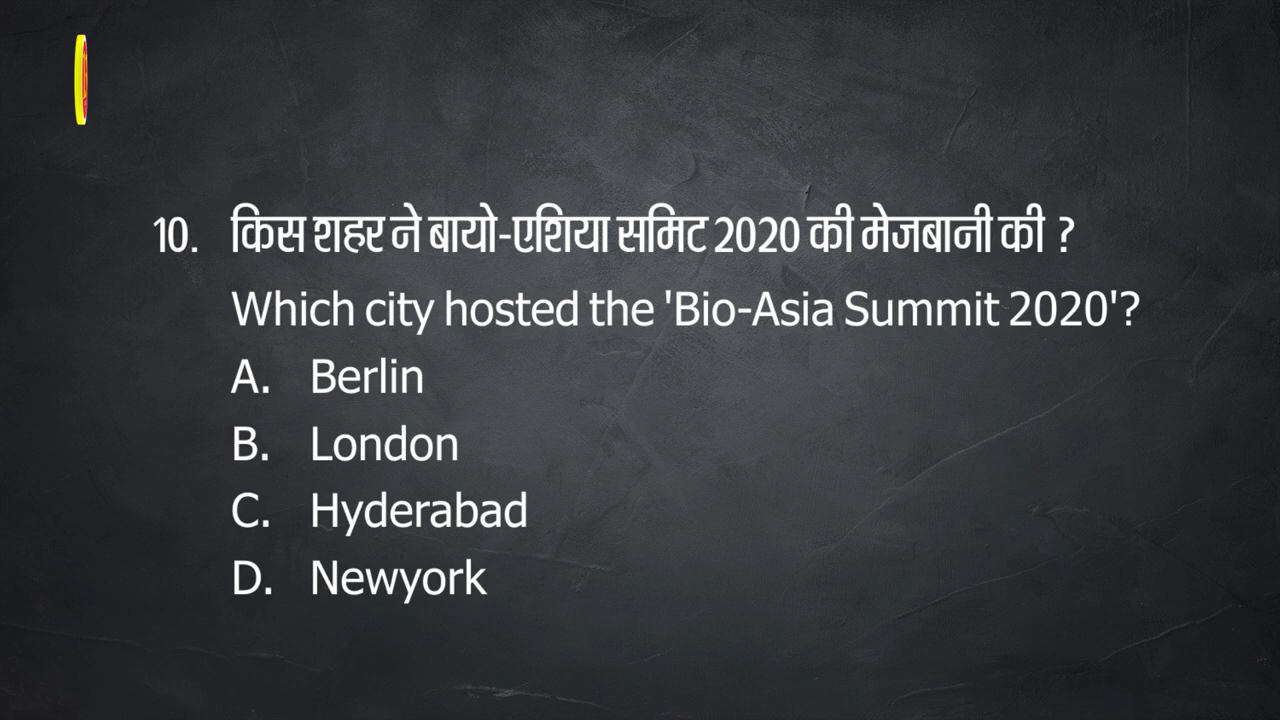 10. किस शहर ने बायो-एशिया समिट 2020 की मेजबानी की ?
Which city hosted the 'Bio-Asia Summit 2020'?
A. Berlin
B. London
C. Hyderabad
D. Newyork